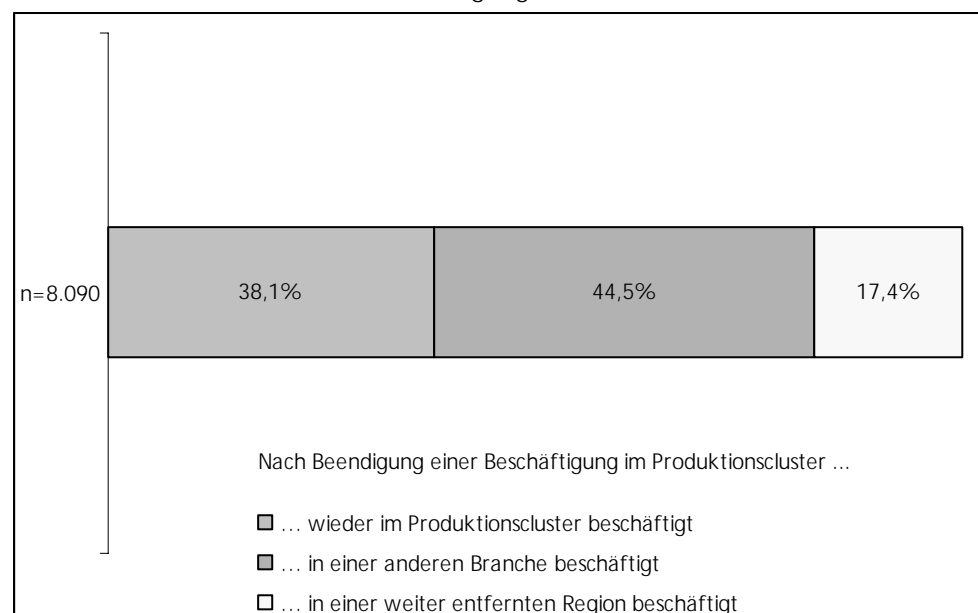 n=8.090
38,1%
44,5%
17,4%
Nach Beendigung einer Beschäftigung im Produktionscluster ...
... wieder im Produktionscluster beschäftigt
... in einer anderen Branche beschäftigt
... in einer weiter entfernten Region beschäftigt